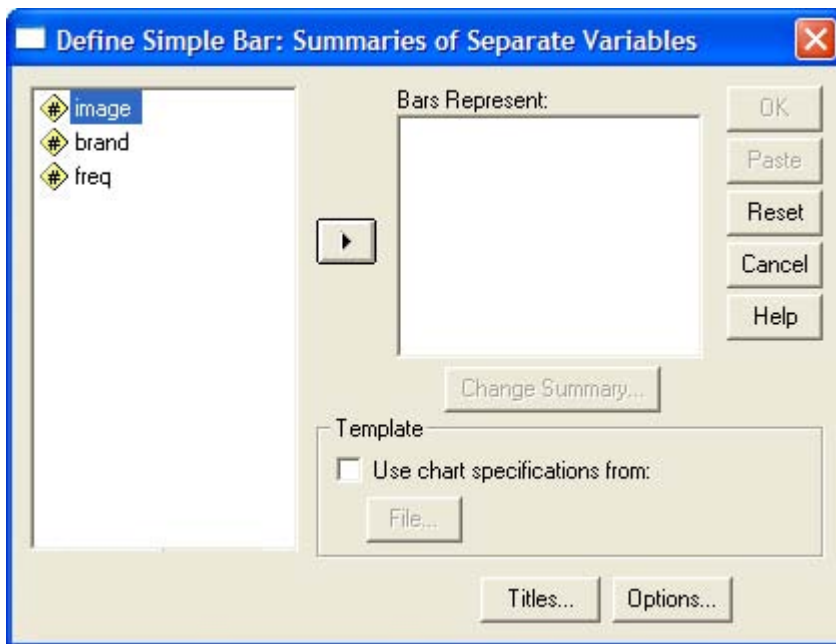 Define Simple Bar: Summaries of Separate Variables
# image
# brand
# freq
Bars Represent:
OK
Paste
Reset
Cancel
Help
Change Summary...
Template
Use chart specifications from:
File...
Titles...
Options...